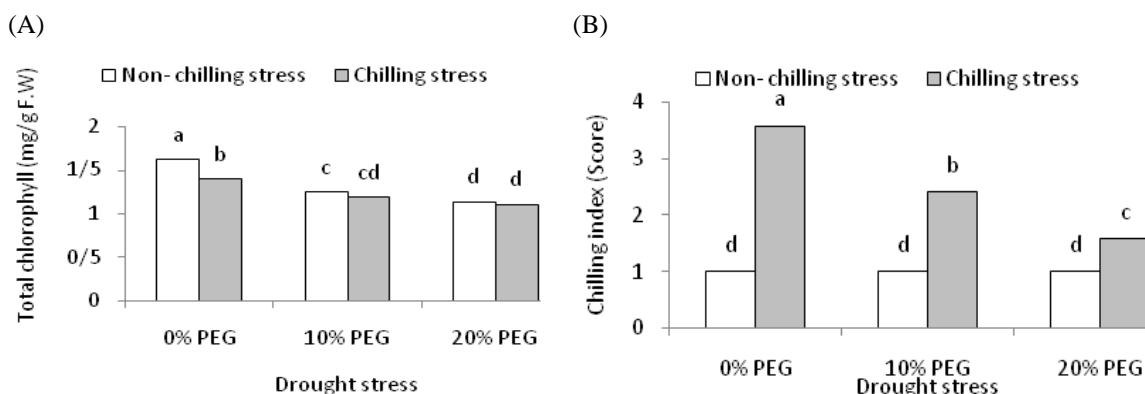 (A)
Non- chilling stress Chilling stress
Total chlorophyll (mg/g F.W)
2
1/5
1
0/5
0
a
b
c
cd
d
d
0% PEG 10% PEG 20% PEG
Drought stress
(B)
Non- chilling stress Chilling stress
Chilling index (Score)
4
3
2
1
0
d
a
d
b
d
c
0% PEG 10% PEG 20% PEG
Drought stress